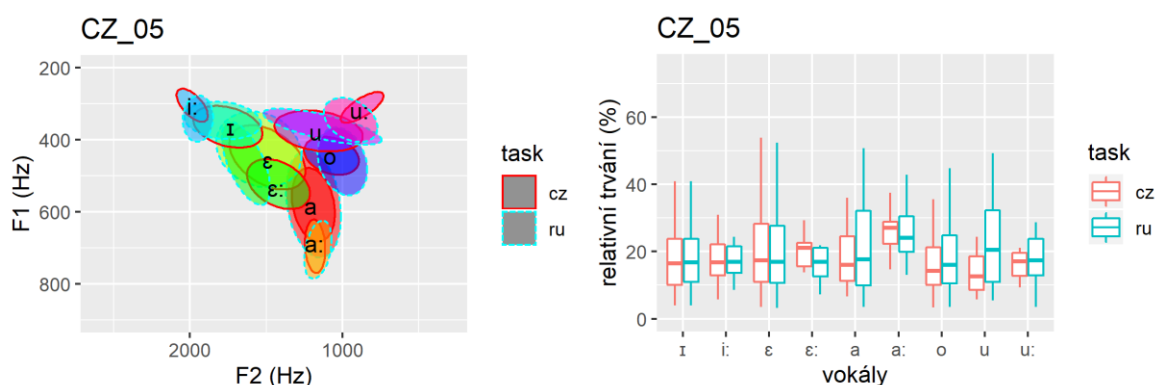 CZ_05
200
400
600
800
F1 (Hz)
i:
ɪ
u:
u
o
ɛ
ɛ:
a
a:
2000 1000
F2 (Hz)
task
cz
ru
CZ_05
60
40
20
0
relativní trvání (%)
ɪ i: ɛ ɛ: a a: o u u:
vokály
task
cz
ru